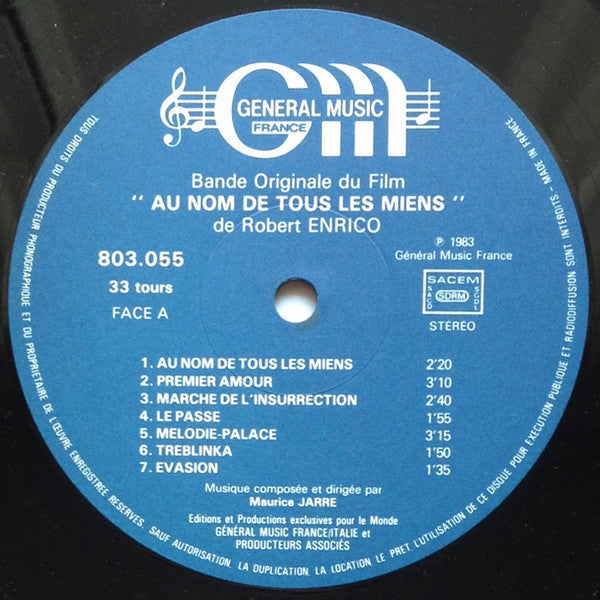 GM
GENERAL MUSIC
FRANCE
Bande Originale du Film
" AU NOM DE TOUS LES MIENS "
de Robert ENRICO
803.055
33 tours
FACE A
℗ 1983
Général Music France
SACEM
SACD
SDRM
SGDL
STÉRÉO
1. AU NOM DE TOUS LES MIENS 2'20
2. PREMIER AMOUR 3'10
3. MARCHE DE L'INSURRECTION 2'40
4. LE PASSE 1'55
5. MELODIE-PALACE 3'15
6. TREBLINKA 1'50
7. EVASION 1'35
Musique composée et dirigée par
Maurice JARRE
Editions et Productions exclusives pour le Monde
GÉNÉRAL MUSIC FRANCE/ITALIE et
PRODUCTEURS ASSOCIÉS
TOUS DROITS DU PRODUCTEUR PHONOGRAPHIQUE ET DU PROPRIETAIRE DE L'ŒUVRE ENREGISTREE RESERVES. SAUF AUTORISATION, LA DUPLICATION, LA LOCATION LE PRET L'UTILISATION DE CE DISQUE POUR EXECUTION PUBLIQUE ET RADIODIFFUSION SONT INTERDITS - MADE IN FRANCE